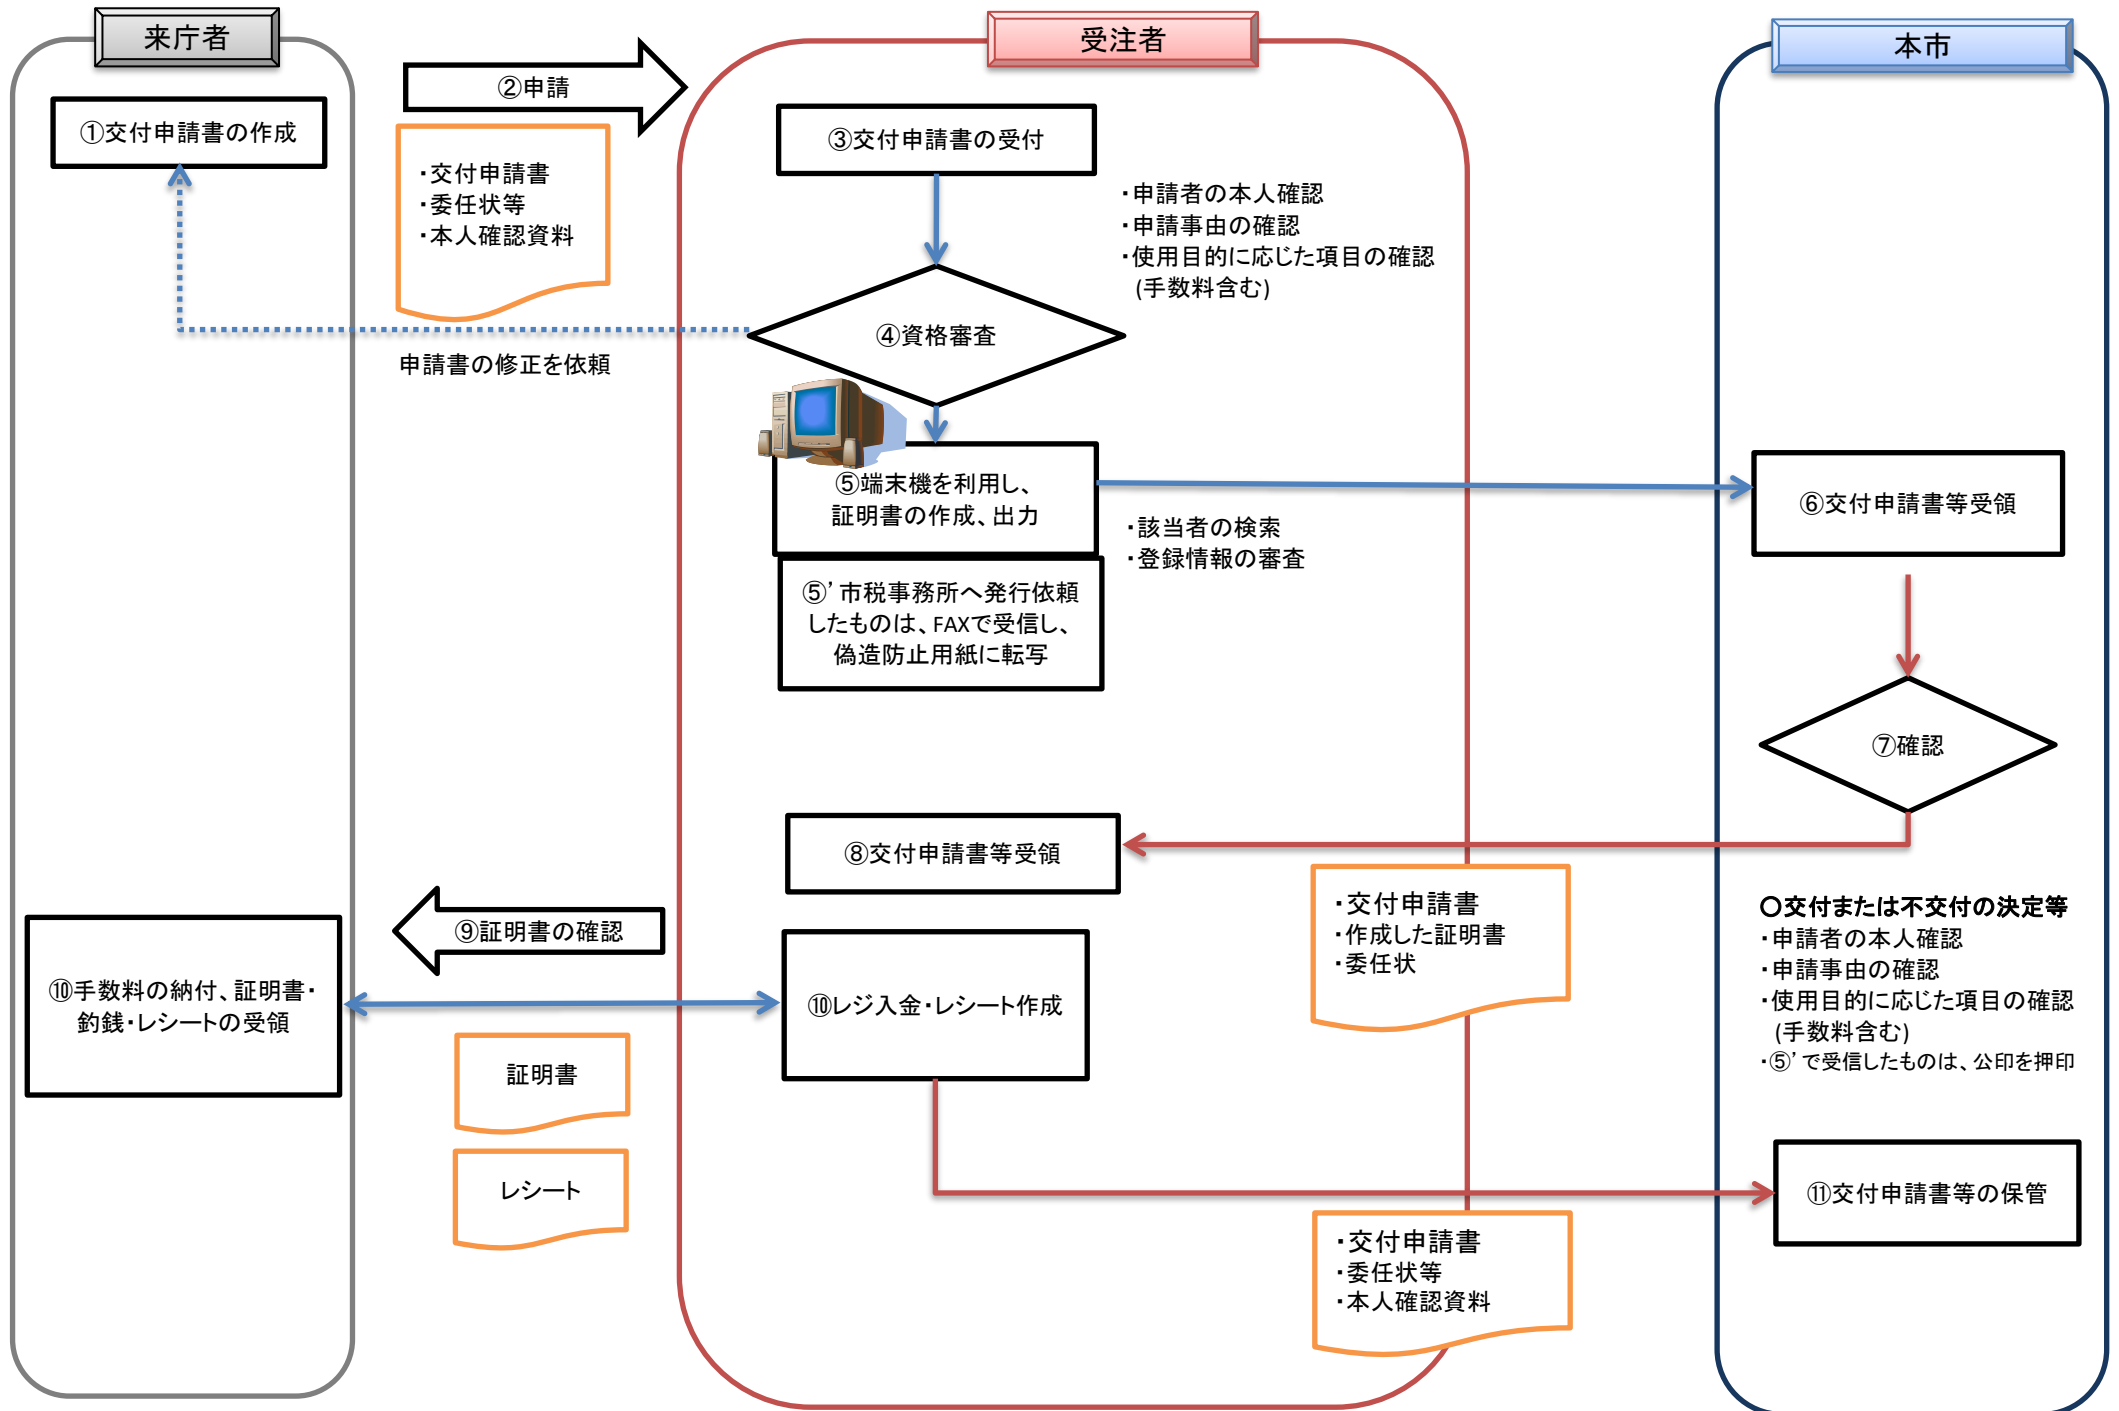 来庁者
受注者
本市
①交付申請書の作成
②申請
・交付申請書
・委任状等
・本人確認資料
③交付申請書の受付
・申請者の本人確認
・申請事由の確認
・使用目的に応じた項目の確認
(手数料含む)
④資格審査
申請書の修正を依頼
⑤端末機を利用し、
証明書の作成、出力
・該当者の検索
・登録情報の審査
⑤’市税事務所へ発行依頼
したものは、FAXで受信し、
偽造防止用紙に転写
⑥交付申請書等受領
⑦確認
⑧交付申請書等受領
・交付申請書
・作成した証明書
・委任状
○交付または不交付の決定等
・申請者の本人確認
・申請事由の確認
・使用目的に応じた項目の確認
(手数料含む)
・⑤’で受信したものは、公印を押印
⑨証明書の確認
⑩手数料の納付、証明書・
釣銭・レシートの受領
⑩レジ入金・レシート作成
証明書
レシート
⑪交付申請書等の保管
・交付申請書
・委任状等
・本人確認資料